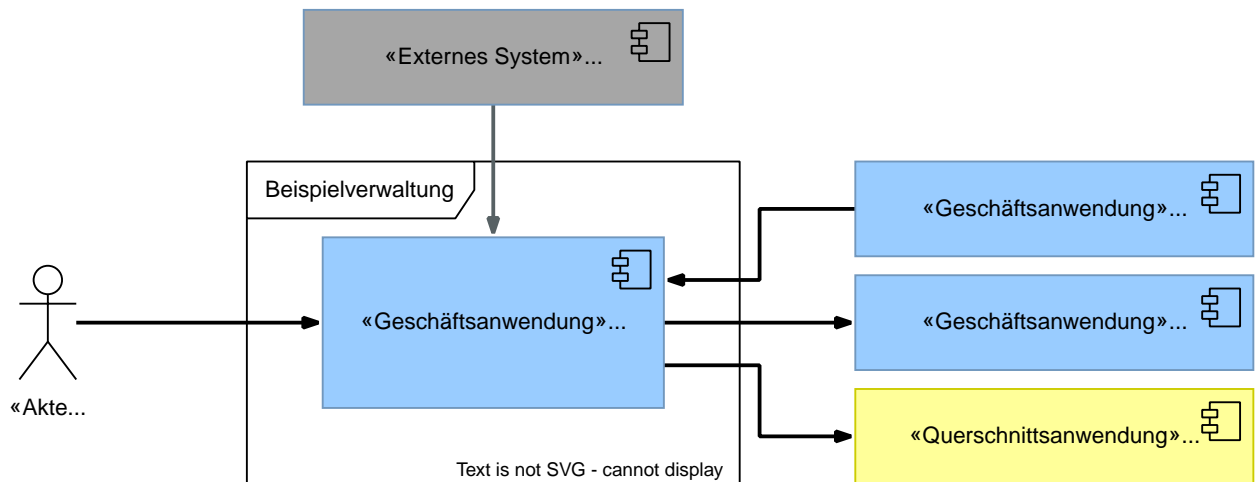 «Externes System»...
Beispielverwaltung
«Geschäftsanwendung»...
«Geschäftsanwendung»...
«Geschäftsanwendung»...
«Akte...
«Querschnittsanwendung»...
Text is not SVG - cannot display